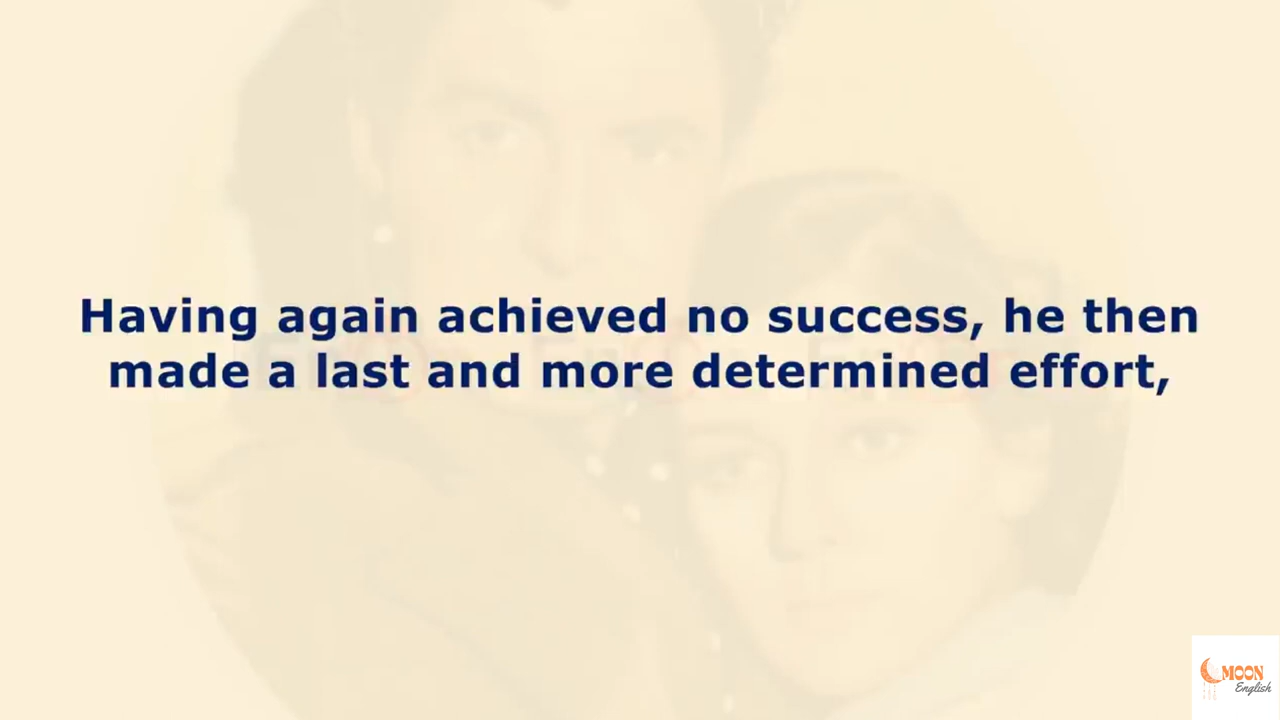 Having again achieved no success, he then
made a last and more determined effort,
MOON
English